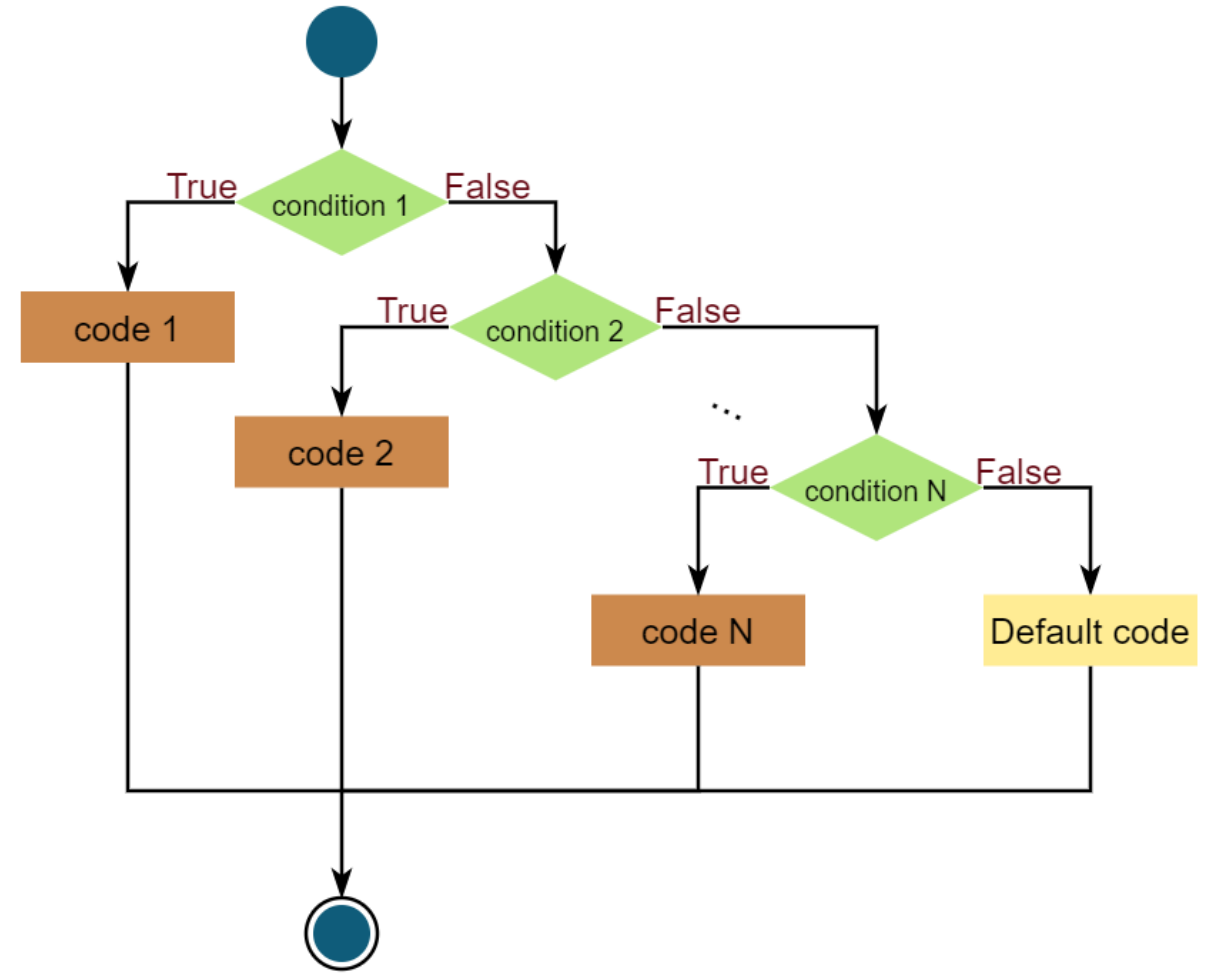 True
False
condition 1
True
False
code 1
condition 2
...
code 2
True
False
condition N
code N
Default code